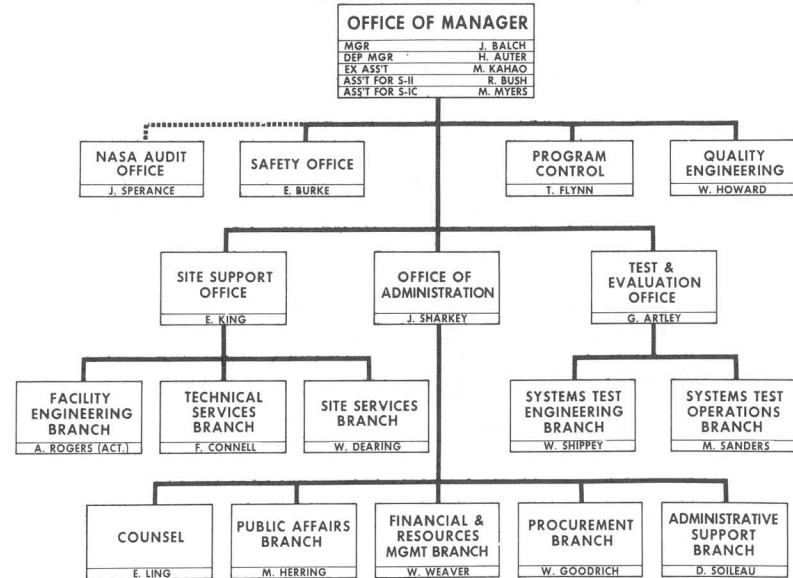 OFFICE OF MANAGER
MGR J. BALCH
DEP MGR H. AUTER
EX ASS'T M. KAHAO
ASS'T FOR S-II R. BUSH
ASS'T FOR S-IC M. MYERS
NASA AUDIT
OFFICE
J. SPERANCE
SAFETY OFFICE
E. BURKE
PROGRAM
CONTROL
T. FLYNN
QUALITY
ENGINEERING
W. HOWARD
SITE SUPPORT
OFFICE
E. KING
OFFICE OF
ADMINISTRATION
J. SHARKEY
TEST &
EVALUATION
OFFICE
G. ARTLEY
FACILITY
ENGINEERING
BRANCH
A. ROGERS (ACT.)
TECHNICAL
SERVICES
BRANCH
F. CONNELL
SITE SERVICES
BRANCH
W. DEARING
SYSTEMS TEST
ENGINEERING
BRANCH
W. SHIPPEY
SYSTEMS TEST
OPERATIONS
BRANCH
M. SANDERS
COUNSEL
E. LING
PUBLIC AFFAIRS
BRANCH
M. HERRING
FINANCIAL &
RESOURCES
MGMT BRANCH
W. WEAVER
PROCUREMENT
BRANCH
W. GOODRICH
ADMINISTRATIVE
SUPPORT
BRANCH
D. SOILEAU